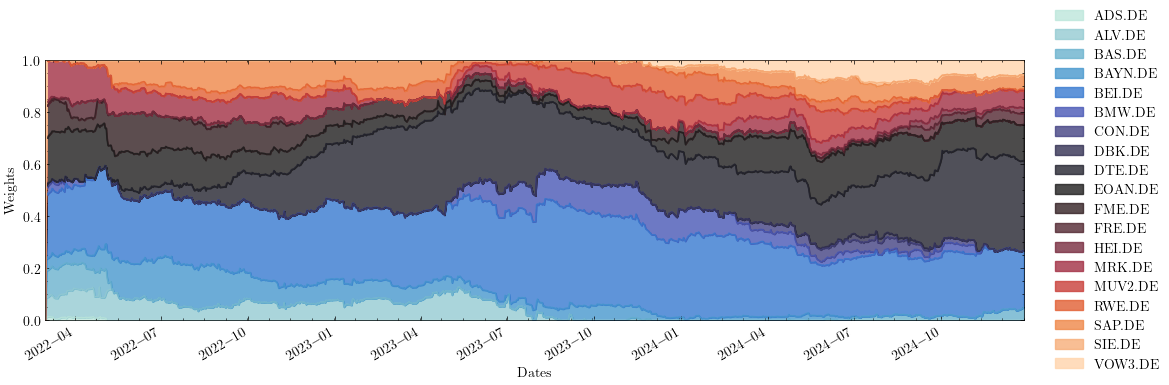 1.0
0.8
0.6
0.4
0.2
0.0
Weights
2022−04
2022−07
2022−10
2023−01
2023−04
2023−07
2023−10
2024−01
2024−04
2024−07
2024−10
Dates
ADS.DE
ALV.DE
BAS.DE
BAYN.DE
BEI.DE
BMW.DE
CON.DE
DBK.DE
DTE.DE
EOAN.DE
FME.DE
FRE.DE
HEI.DE
MRK.DE
MUV2.DE
RWE.DE
SAP.DE
SIE.DE
VOW3.DE